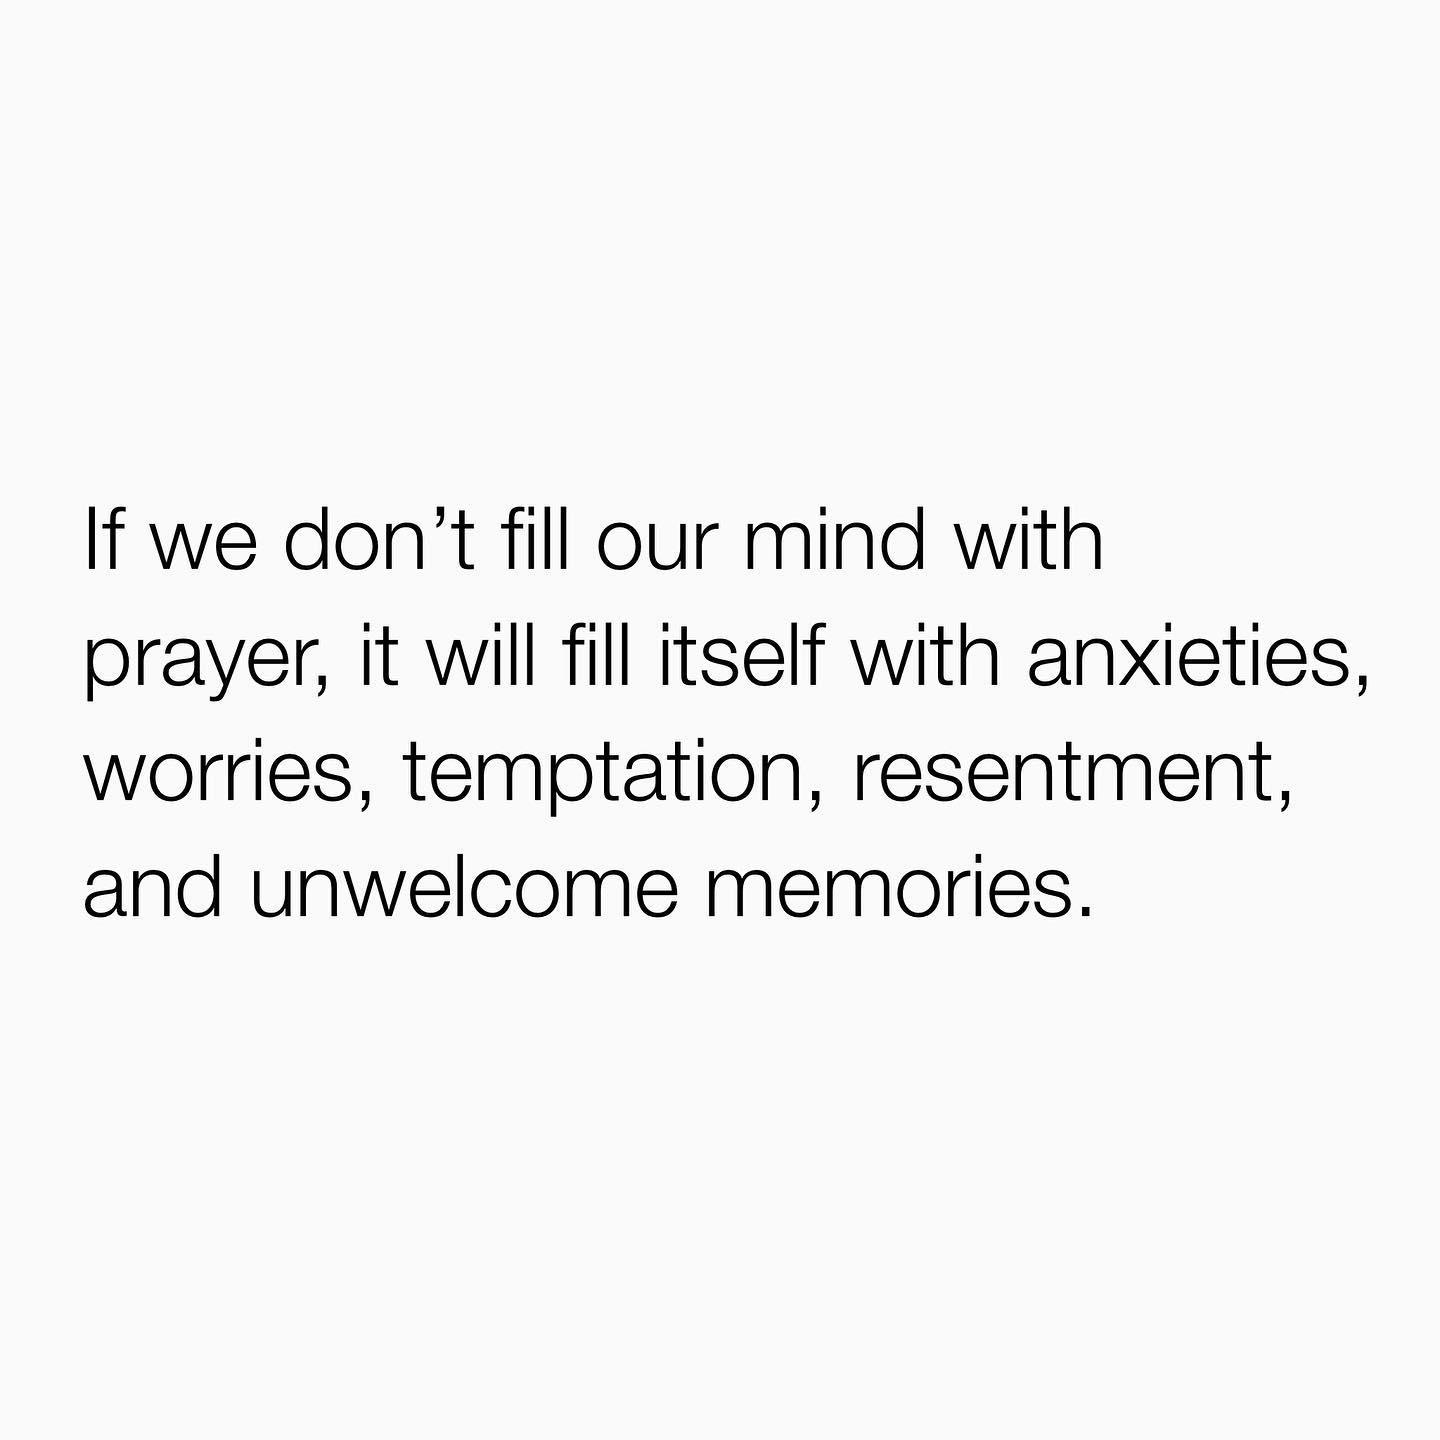 If we don’t fill our mind with
prayer, it will fill itself with anxieties,
worries, temptation, resentment,
and unwelcome memories.